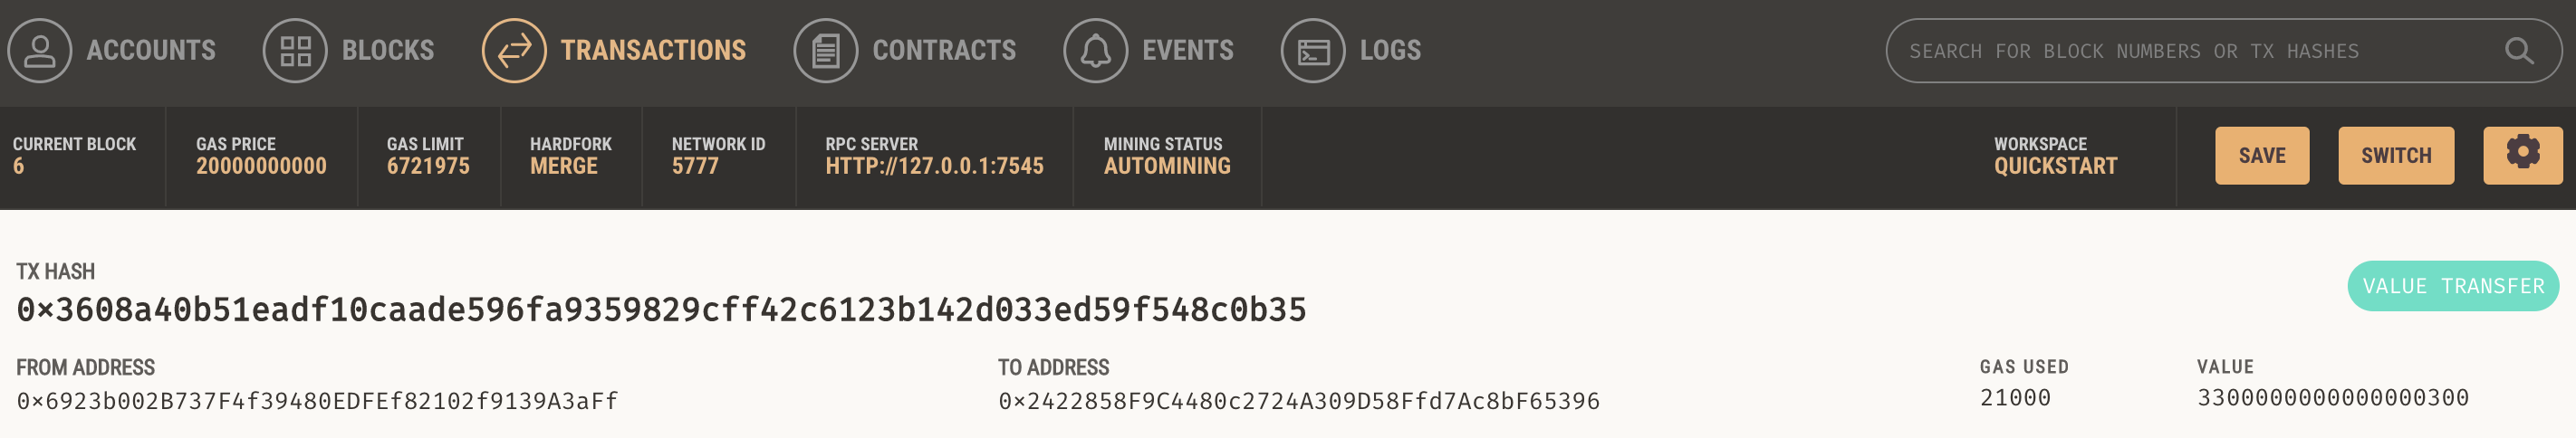 ACCOUNTS BLOCKS TRANSACTIONS CONTRACTS EVENTS LOGS SEARCH FOR BLOCK NUMBERS OR TX HASHES
CURRENT BLOCK GAS PRICE GAS LIMIT HARDFORK NETWORK ID RPC SERVER MINING STATUS WORKSPACE
6 20000000000 6721975 MERGE 5777 HTTP://127.0.0.1:7545 AUTOMINING QUICKSTART SAVE SWITCH
TX HASH
0×3608a40b51eadf10caade596fa9359829cff42c6123b142d033ed59f548c0b35
VALUE TRANSFER
FROM ADDRESS TO ADDRESS GAS USED VALUE
0×6923b002B737F4f39480EDFEf82102f9139A3aFf 0×2422858F9C4480c2724A309D58Ffd7Ac8bF65396 21000 3300000000000000300